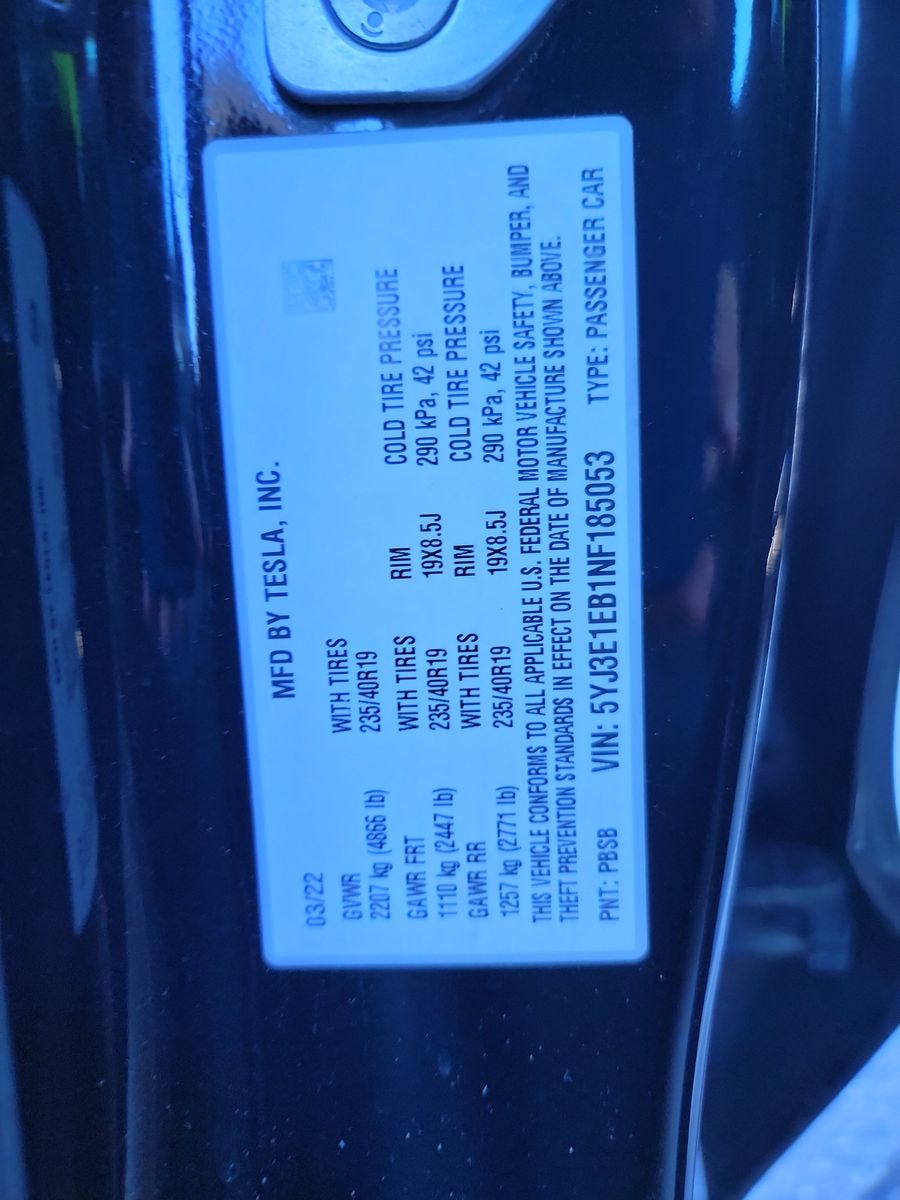 MFD BY TESLA, INC.
03/22
GVWR WITH TIRES
2207 kg (4866 lb) 235/40R19
GAWR FRT WITH TIRES RIM COLD TIRE PRESSURE
1110 kg (2447 lb) 235/40R19 19X8.5J 290 kPa, 42 psi
GAWR RR WITH TIRES RIM COLD TIRE PRESSURE
1257 kg (2771 lb) 235/40R19 19X8.5J 290 kPa, 42 psi
THIS VEHICLE CONFORMS TO ALL APPLICABLE U.S. FEDERAL MOTOR VEHICLE SAFETY, BUMPER, AND
THEFT PREVENTION STANDARDS IN EFFECT ON THE DATE OF MANUFACTURE SHOWN ABOVE.
PNT: PBSB VIN: 5YJ3E1EB1NF185053 TYPE: PASSENGER CAR